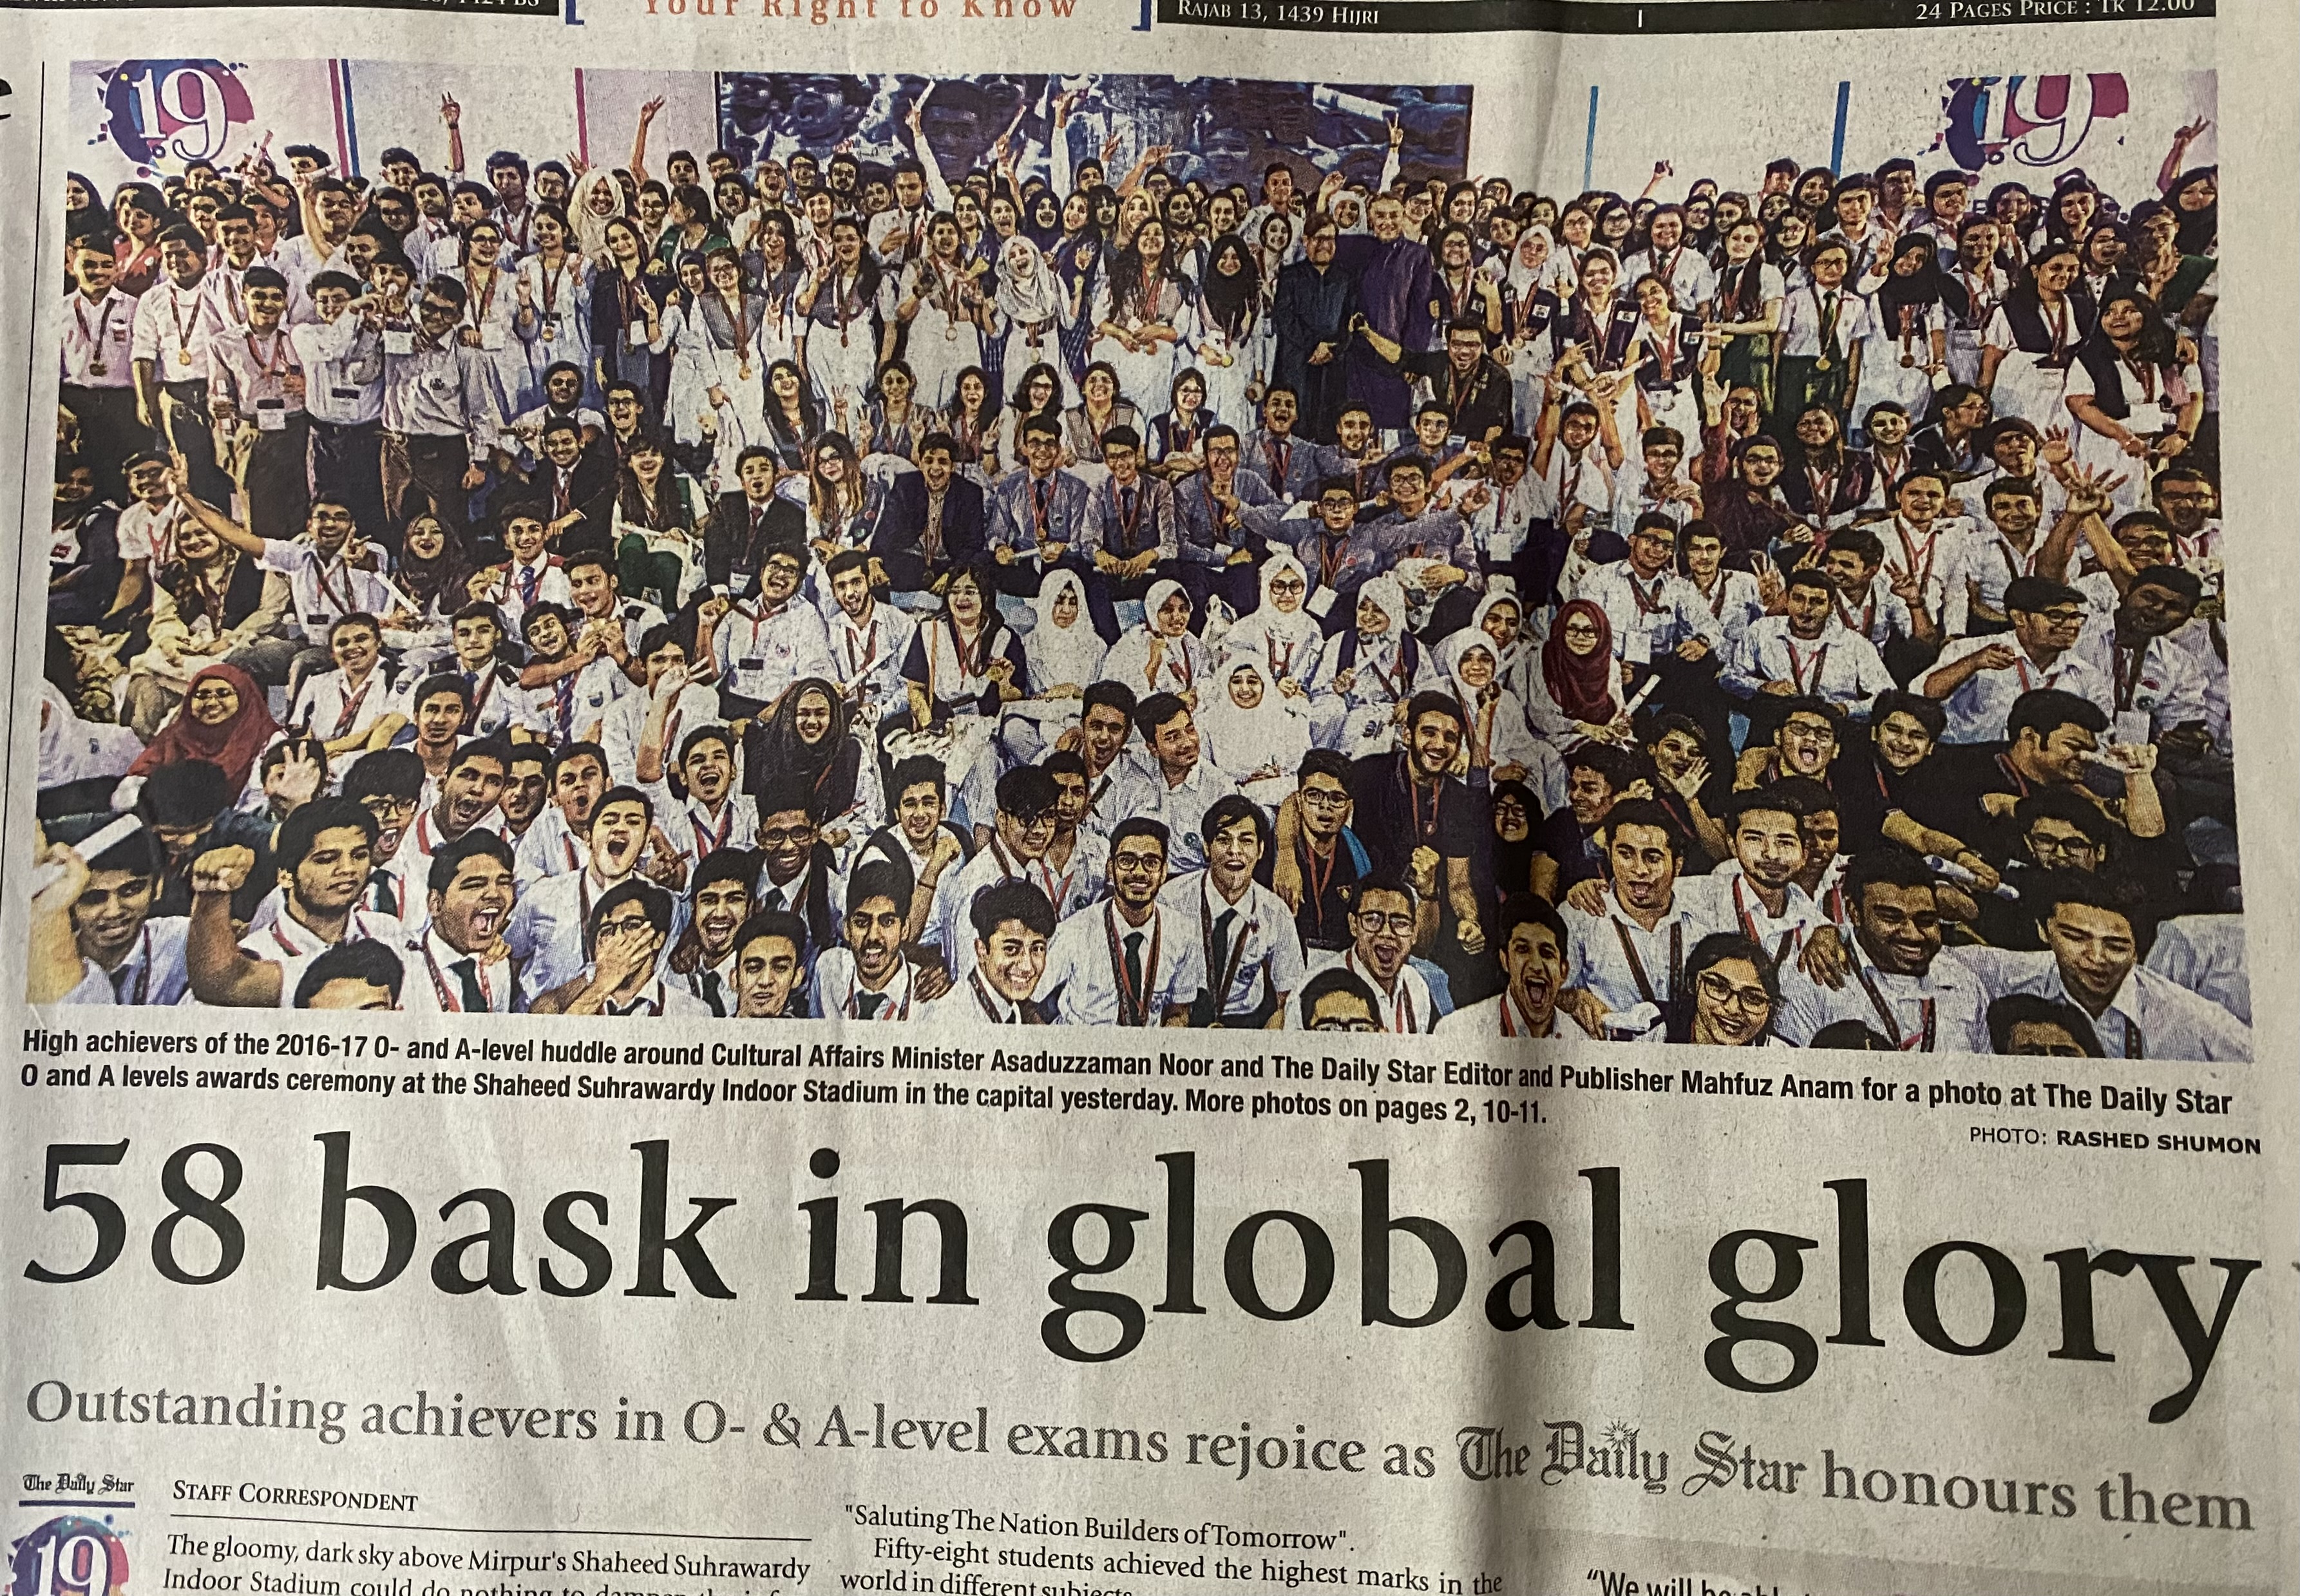 Your Right to Know
RAJAB 13, 1439 HIJRI
24 PAGES PRICE : TK 12.00
19
19
High achievers of the 2016-17 O- and A-level huddle around Cultural Affairs Minister Asaduzzaman Noor and The Daily Star Editor and Publisher Mahfuz Anam for a photo at The Daily Star
O and A levels awards ceremony at the Shaheed Suhrawardy Indoor Stadium in the capital yesterday. More photos on pages 2, 10-11.
PHOTO: RASHED SHUMON
58 bask in global glory
Outstanding achievers in O- & A-level exams rejoice as The Daily Star honours them
The Daily Star
19
STAFF CORRESPONDENT
The gloomy, dark sky above Mirpur's Shaheed Suhrawardy
Indoor Stadium could do nothing to
"Saluting The Nation Builders of Tomorrow".
Fifty-eight students achieved the highest marks in the
world in different subjects
"We will